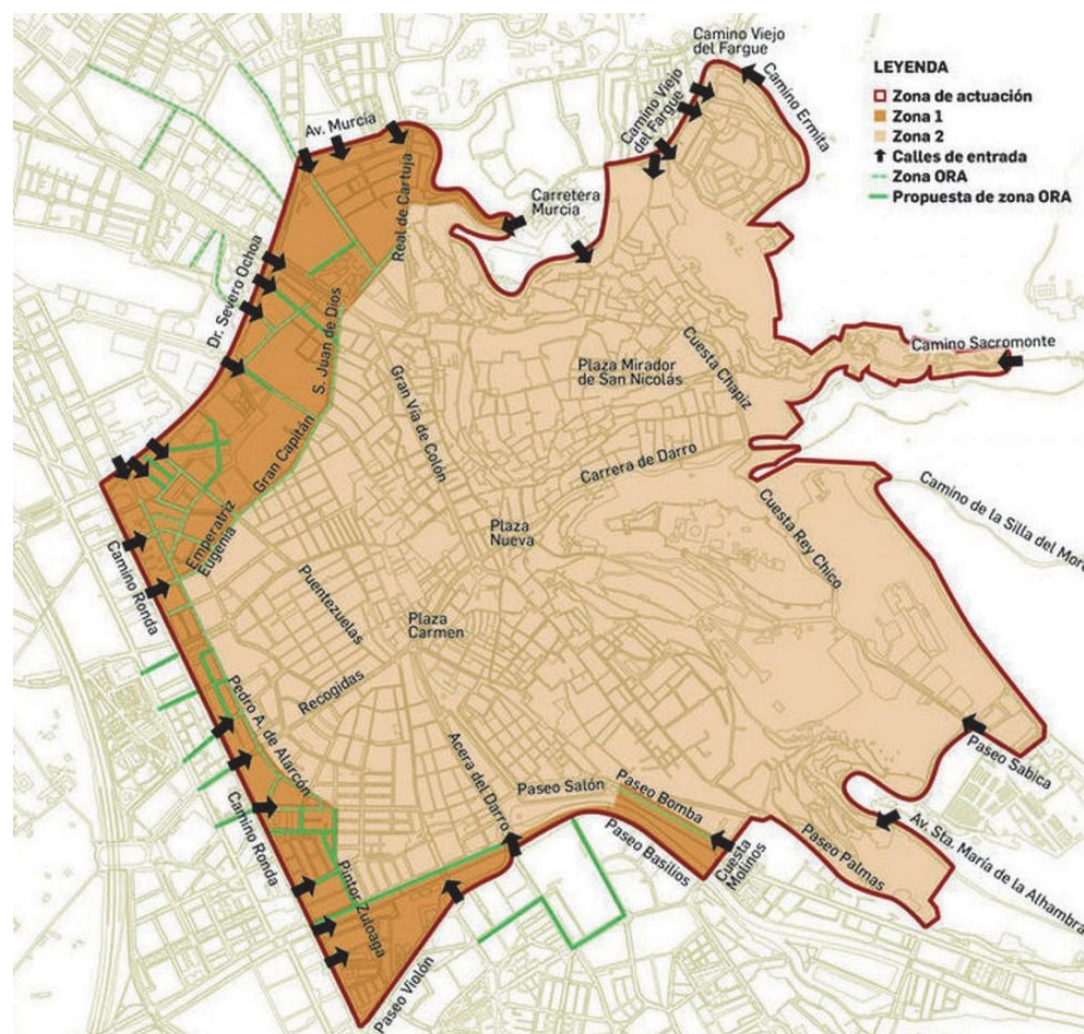 Camino Viejo
del Fargue
LEYENDA
Zona de actuación
Zona 1
Zona 2
Calles de entrada
Zona ORA
Propuesta de zona ORA
Camino Ermita
Camino Viejo
del Fargue
Av. Murcia
Real de Cartuja
Carretera
Murcia
Dr. Severo Ochoa
S. Juan de Dios
Gran Vía de Colón
Plaza Mirador
de San Nicolás
Cuesta Chapiz
Camino Sacromonte
Gran Capitán
Carrera de Darro
Camino de la Silla del Moro
Emperatriz
Eugenia
Plaza
Nueva
Cuesta Rey Chico
Camino Ronda
Puentezuelas
Plaza
Carmen
Recogidas
Pedro A. de Alarcón
Acera del Darro
Paseo Salón
Paseo Bomba
Paseo Basilios
Cuesta
Molinos
Paseo Palmas
Paseo Sabica
Av. Sta. María de la Alhambra
Camino Ronda
Pintor Zuloaga
Paseo Violón